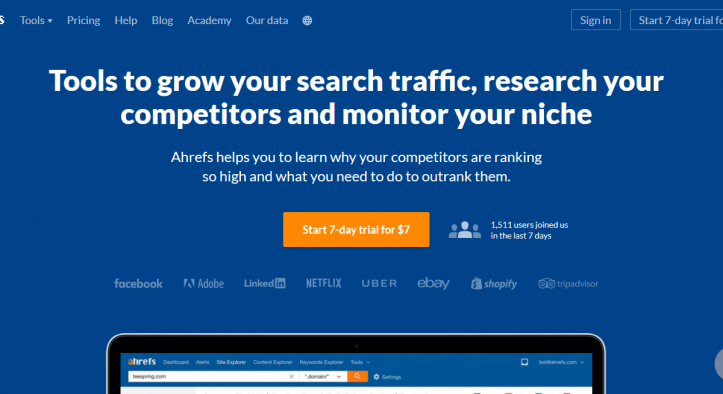 Tools Pricing Help Blog Academy Our data
Sign in
Start 7-day trial fo
Tools to grow your search traffic, research your
competitors and monitor your niche
Ahrefs helps you to learn why your competitors are ranking
so high and what you need to do to outrank them.
Start 7-day trial for $7
1,511 users joined us
in the last 7 days
facebook Adobe Linkedin NETFLIX UBER ebay shopify tripadvisor
ahrefs Dashboard Alerts Site Explorer Content Explorer Keywords Explorer Tools
teespring.com *.domain/* Settings